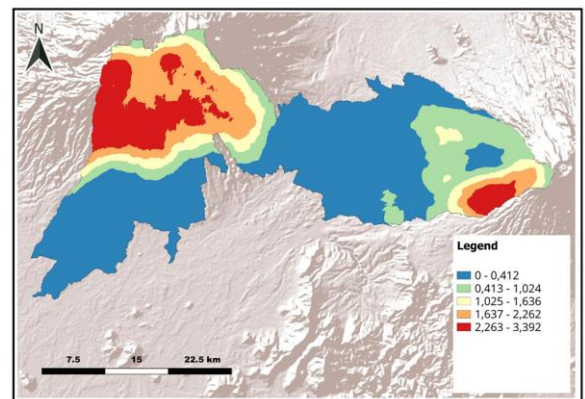 N
Legend
0 - 0,412
0,413 - 1,024
1,025 - 1,636
1,637 - 2,262
2,263 - 3,392
7.5 15 22.5 km